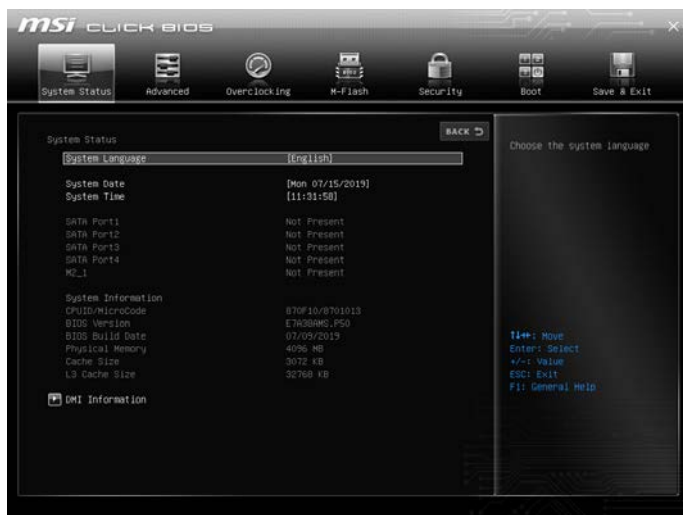 msi CLICK BIOS
System Status Advanced Overclocking M-Flash Security Boot Save & Exit
BACK
System Status
System Language [English]
System Date [Mon 07/15/2019]
System Time [11:31:58]
SATA Port1 Not Present
SATA Port2 Not Present
SATA Port3 Not Present
SATA Port4 Not Present
M2_1 Not Present
System Information
CPUID/MicroCode 870F10/8701013
BIOS Version E7A38AMS.P50
BIOS Build Date 07/09/2019
Physical Memory 4096 MB
Cache Size 3072 KB
L3 Cache Size 32768 KB
DMI Information
Choose the system language
↑↓→←: Move
Enter: Select
+/-: Value
ESC: Exit
F1: General Help